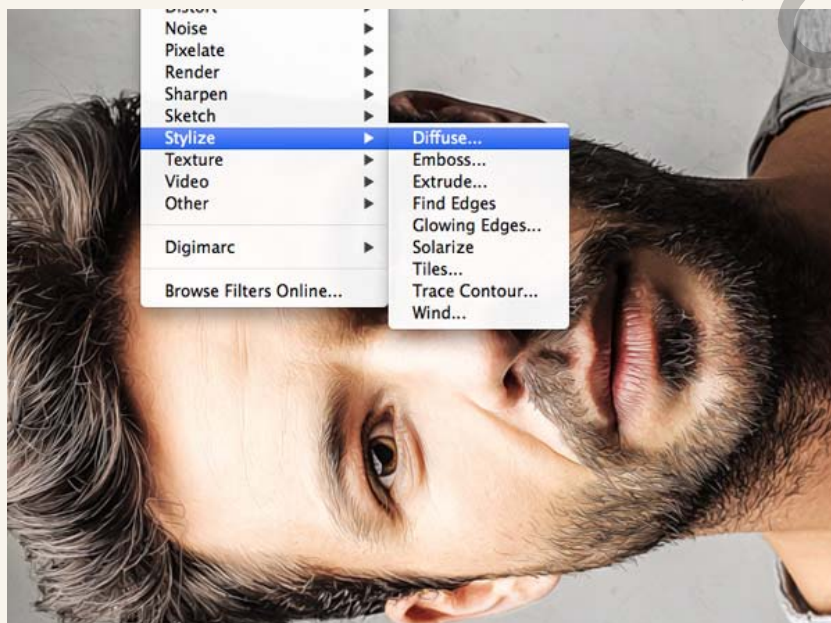 Distort
Noise
Pixelate
Render
Sharpen
Sketch
Stylize
Texture
Video
Other
Digimarc
Browse Filters Online...
Diffuse...
Emboss...
Extrude...
Find Edges
Glowing Edges...
Solarize
Tiles...
Trace Contour...
Wind...